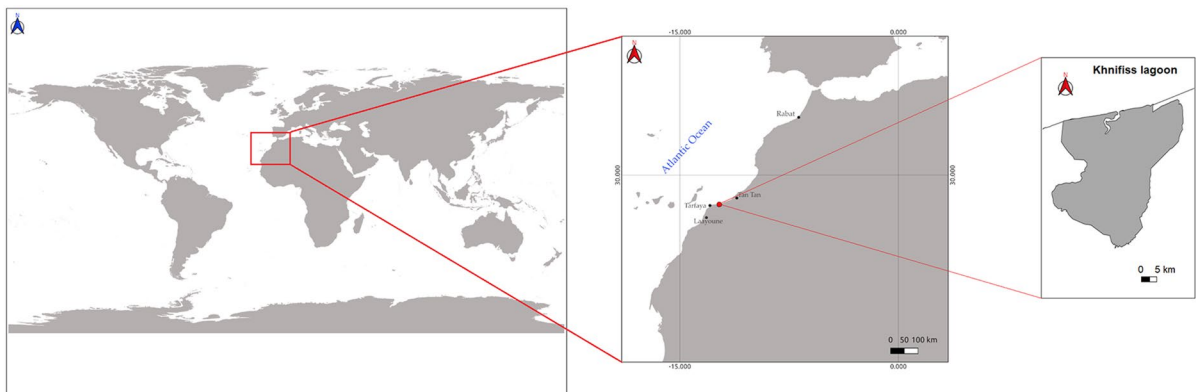 N
-15.000
0.000
N
Rabat
Atlantic Ocean
30.000
30.000
Tan Tan
Tarfaya
Laayoune
0 50 100 km
-15.000
0.000
Khnifiss lagoon
N
0 5 km